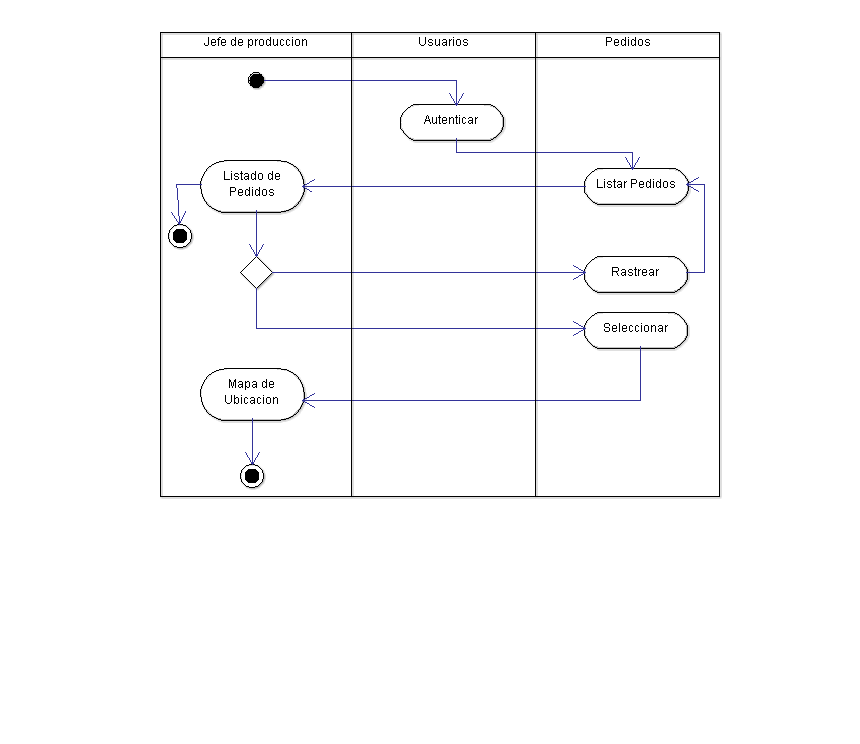 Jefe de produccion
Usuarios
Pedidos
Autenticar
Listado de
Pedidos
Listar Pedidos
Rastrear
Seleccionar
Mapa de
Ubicacion